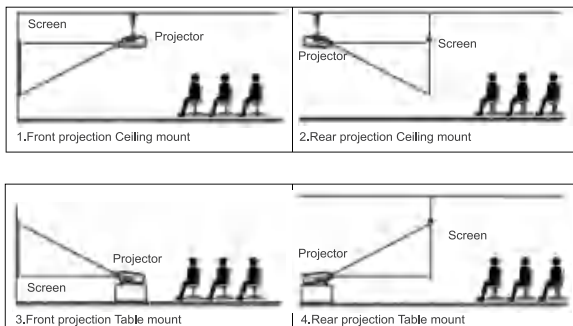 Screen
Projector
1.Front projection Ceiling mount
Screen
Projector
2.Rear projection Ceiling mount
Projector
Screen
3.Front projection Table mount
Screen
Projector
4.Rear projection Table mount